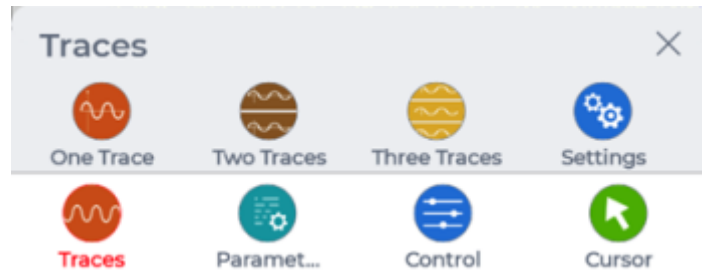 Traces
One Trace Two Traces Three Traces Settings
Traces Paramet... Control Cursor